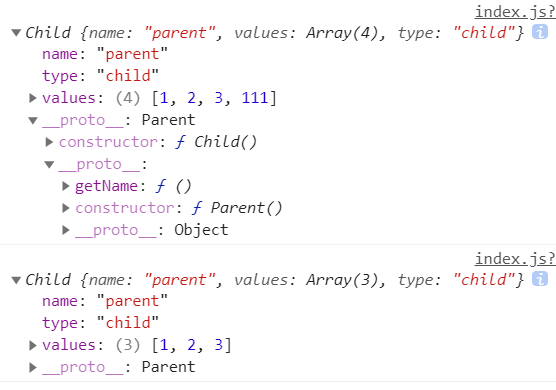 index.js?
▼Child {name: "parent", values: Array(4), type: "child"} i
name: "parent"
type: "child"
▶values: (4) [1, 2, 3, 111]
▼__proto__: Parent
▶constructor: ƒ Child()
▼__proto__:
▶getName: ƒ ()
▶constructor: ƒ Parent()
▶__proto__: Object
index.js?
▼Child {name: "parent", values: Array(3), type: "child"} i
name: "parent"
type: "child"
▶values: (3) [1, 2, 3]
▶__proto__: Parent